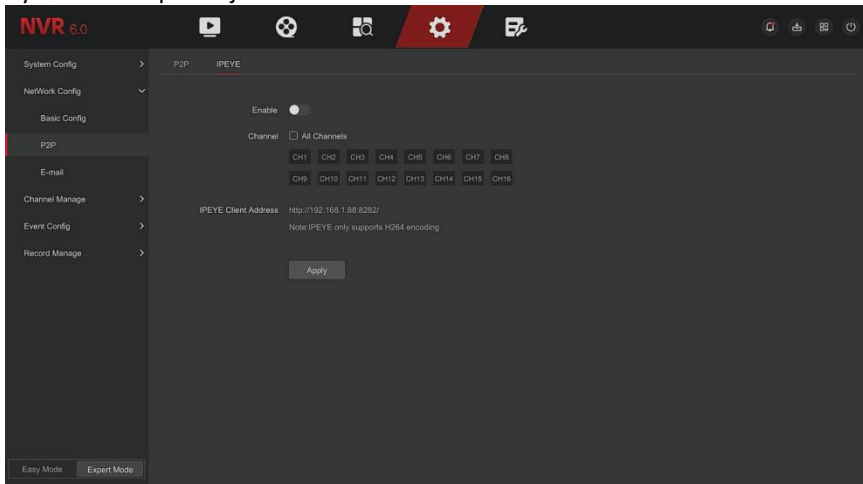 NVR 6.0
System Config
P2P IPEYE
NetWork Config
Basic Config
P2P
E-mail
Channel Manage
Event Config
Record Manage
Enable
Channel All Channels
CH1 CH2 CH3 CH4 CH5 CH6 CH7 CH8
CH9 CH10 CH11 CH12 CH13 CH14 CH15 CH16
IPEYE Client Address http://192.168.1.88:8282/
Note:IPEYE only supports H264 encoding
Apply
Easy Mode Expert Mode